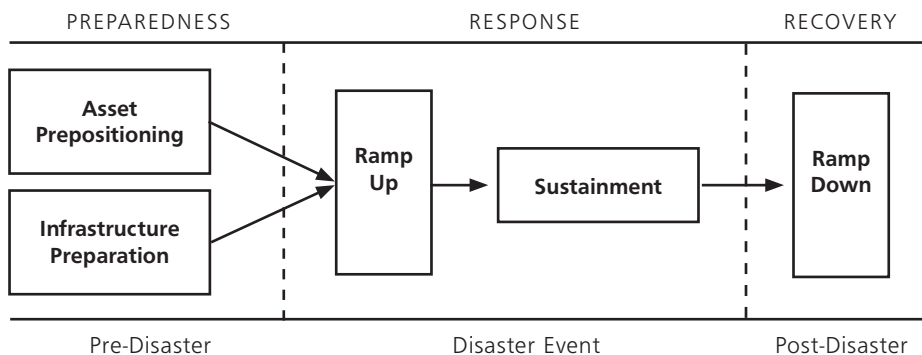 PREPAREDNESS
RESPONSE
RECOVERY
Asset
Prepositioning
Infrastructure
Preparation
Ramp
Up
Sustainment
Ramp
Down
Pre-Disaster
Disaster Event
Post-Disaster